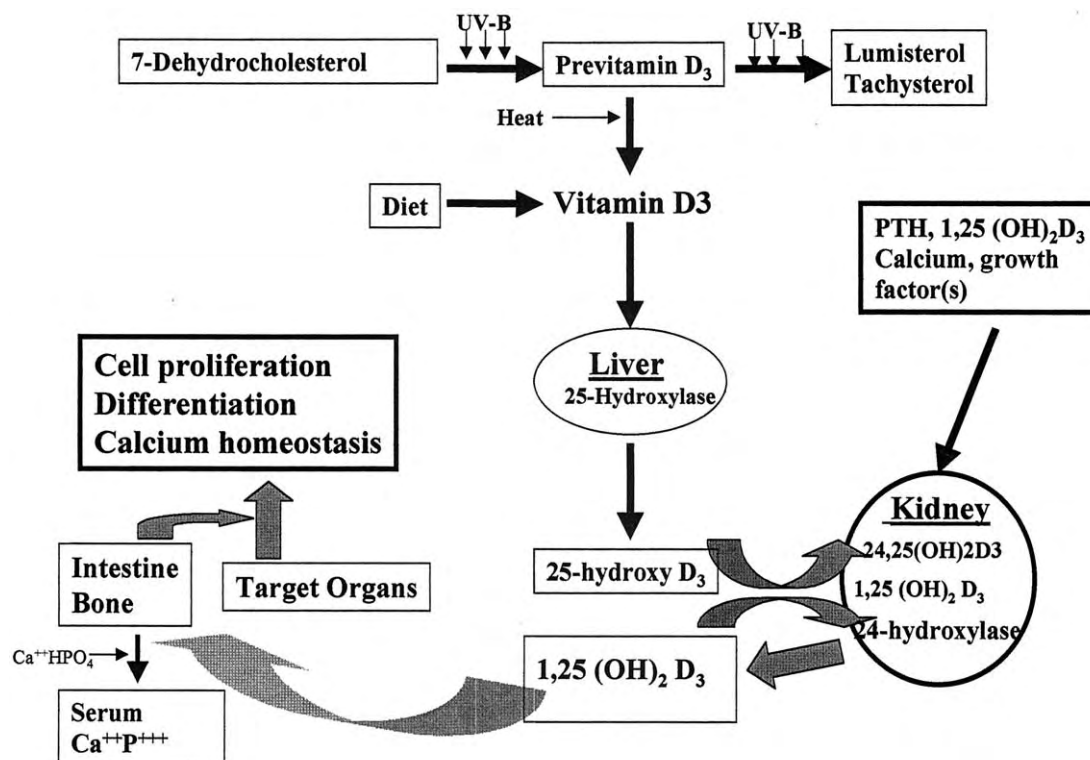 UV-B
UV-B
7-Dehydrocholesterol
Previtamin D₃
Lumisterol
Tachysterol
Heat
Diet
Vitamin D3
PTH, 1,25 (OH)₂D₃
Calcium, growth
factor(s)
Liver
25-Hydroxylase
Cell proliferation
Differentiation
Calcium homeostasis
Kidney
24,25(OH)2D3
1,25 (OH)₂ D₃
24-hydroxylase
25-hydroxy D₃
Intestine
Bone
Target Organs
Ca⁺⁺HPO₄
1,25 (OH)₂ D₃
Serum
Ca⁺⁺P⁺⁺⁺